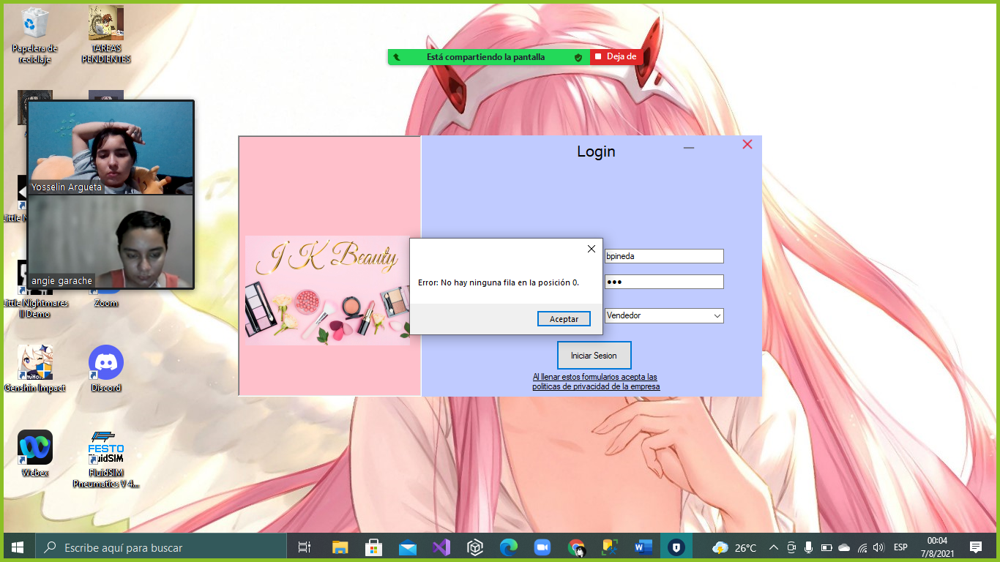 Papelera de
reciclaje
TAREAS
PENDIENTES
Está compartiendo la pantalla
Deja de
Yosselin Argueta
angie garache
Little Nightmares
II Demo
Zoom
Genshin Impact
Discord
Webex
FESTO
FluidSIM
FluidSIM
Pneumatics V 4...
Login
J K Beauty
Error: No hay ninguna fila en la posición 0.
Aceptar
bpineda
Vendedor
Iniciar Sesion
Al llenar estos formularios acepta las
politicas de privacidad de la empresa
Escribe aquí para buscar
26°C
ESP
00:04
7/8/2021